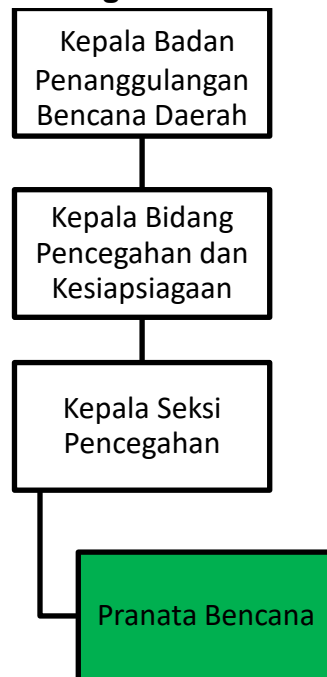 Kepala Badan
Penanggulangan
Bencana Daerah
Kepala Bidang
Pencegahan dan
Kesiapsiagaan
Kepala Seksi
Pencegahan
Pranata Bencana